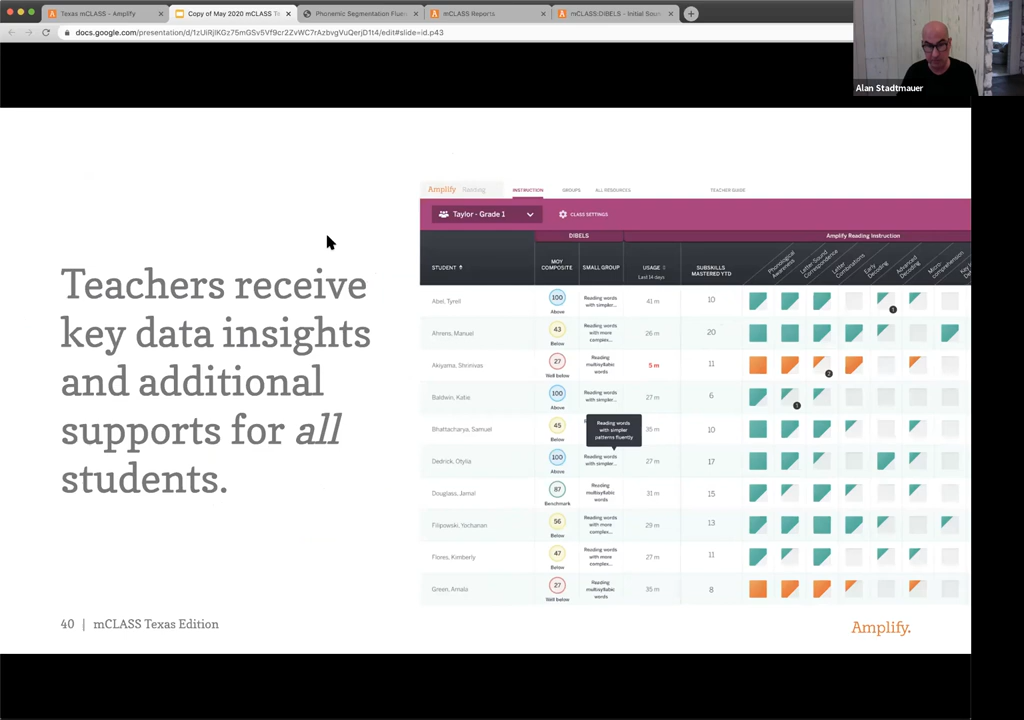 Texas mCLASS - Amplify
Copy of May 2020 mCLASS Te
Phonemic Segmentation Fluen
mCLASS Reports
mCLASS:DIBELS - Initial Soun
docs.google.com/presentation/d/1zUiRjIKGz75mGSv5Vf9cr2ZvWC7rAzbvgVuQerjD1t4/edit#slide=id.p43
Alan Stadtmauer
Teachers receive
key data insights
and additional
supports for all
students.
Amplify Reading
INSTRUCTION
GROUPS
ALL RESOURCES
TEACHER GUIDE
Taylor - Grade 1
CLASS SETTINGS
DIBELS
Amplify Reading Instruction
STUDENT
MOY
COMPOSITE
SMALL GROUP
USAGE
Last 14 days
SUBSKILLS
MASTERED YTD
Phonological
Awareness
Letter Sound
Correspondence
Letter
Combinations
Early
Decoding
Advanced
Decoding
Micro-
comprehension
Abel, Tyrell
100
Above
Reading words
with simpler...
41 m
10
1
Ahrens, Manuel
43
Below
Reading words
with more
complex...
26 m
20
Akiyama, Shrinivas
27
Well below
Reading
multisyllabic
words
5 m
11
2
Baldwin, Katie
100
Above
Reading words
with simpler...
27 m
6
1
Bhattacharya, Samuel
45
Below
Reading words
with simpler
patterns fluently
35 m
10
Dedrick, Otylia
100
Above
Reading words
with simpler...
27 m
17
Douglass, Jamal
87
Benchmark
Reading
multisyllabic
words
31 m
15
Filipowski, Yochanan
56
Below
Reading words
with more
complex...
29 m
13
Flores, Kimberly
47
Below
Reading words
with more
complex...
27 m
11
Green, Amala
27
Well below
Reading
multisyllabic
words
35 m
8
40 | mCLASS Texas Edition
Amplify.